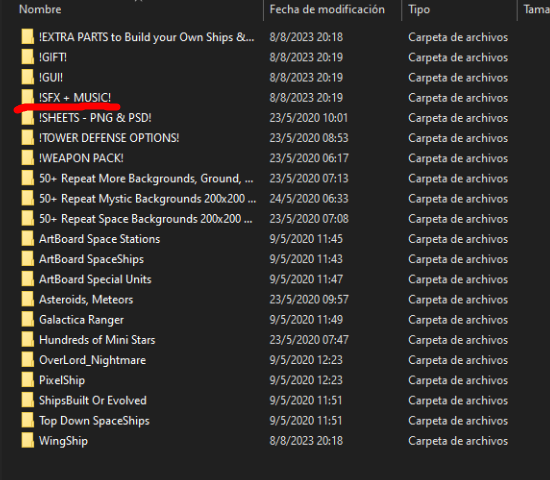 Nombre Fecha de modificación Tipo Tama
!EXTRA PARTS to Build your Own Ships &... 8/8/2023 20:18 Carpeta de archivos
!GIFT! 8/8/2023 20:19 Carpeta de archivos
!GUI! 8/8/2023 20:19 Carpeta de archivos
!SFX + MUSIC! 8/8/2023 20:19 Carpeta de archivos
!SHEETS - PNG & PSD! 23/5/2020 10:01 Carpeta de archivos
!TOWER DEFENSE OPTIONS! 23/5/2020 08:53 Carpeta de archivos
!WEAPON PACK! 23/5/2020 06:17 Carpeta de archivos
50+ Repeat More Backgrounds, Ground, ... 23/5/2020 07:13 Carpeta de archivos
50+ Repeat Mystic Backgrounds 200x200 ... 24/5/2020 06:33 Carpeta de archivos
50+ Repeat Space Backgrounds 200x200 ... 23/5/2020 07:08 Carpeta de archivos
ArtBoard Space Stations 9/5/2020 11:45 Carpeta de archivos
ArtBoard SpaceShips 9/5/2020 11:43 Carpeta de archivos
ArtBoard Special Units 9/5/2020 11:47 Carpeta de archivos
Asteroids, Meteors 23/5/2020 09:57 Carpeta de archivos
Galactica Ranger 9/5/2020 11:49 Carpeta de archivos
Hundreds of Mini Stars 23/5/2020 07:47 Carpeta de archivos
OverLord_Nightmare 9/5/2020 12:23 Carpeta de archivos
PixelShip 9/5/2020 12:23 Carpeta de archivos
ShipsBuilt Or Evolved 9/5/2020 11:51 Carpeta de archivos
Top Down SpaceShips 9/5/2020 11:51 Carpeta de archivos
WingShip 8/8/2023 20:18 Carpeta de archivos